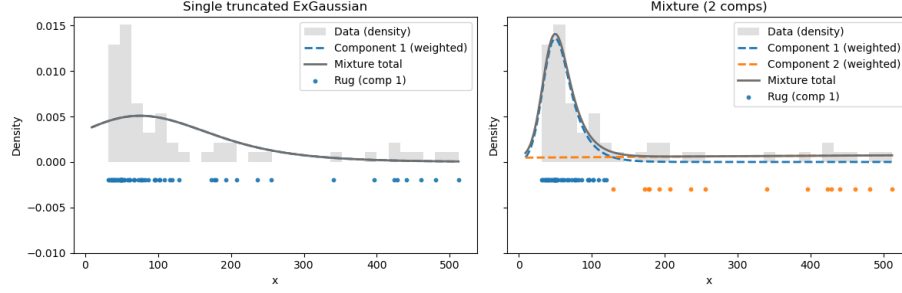 Single truncated ExGaussian
Data (density)
Component 1 (weighted)
Mixture total
Rug (comp 1)
0.015
0.010
0.005
0.000
−0.005
−0.010
Density
0
100
200
300
400
500
x
Mixture (2 comps)
Data (density)
Component 1 (weighted)
Component 2 (weighted)
Mixture total
Rug (comp 1)
Density
0
100
200
300
400
500
x